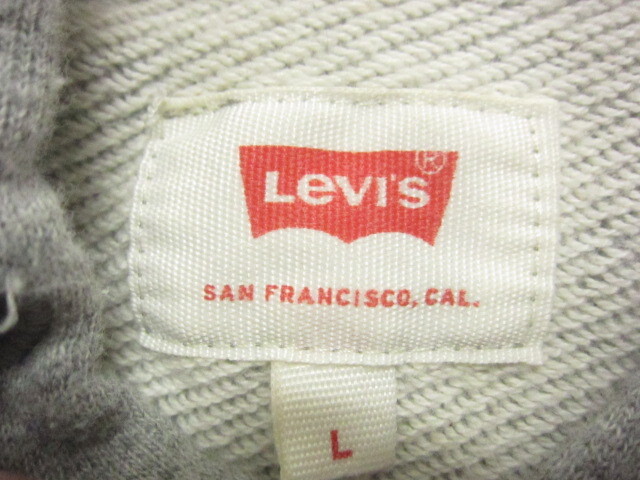 LEVI'S ®
SAN FRANCISCO, CAL.
L